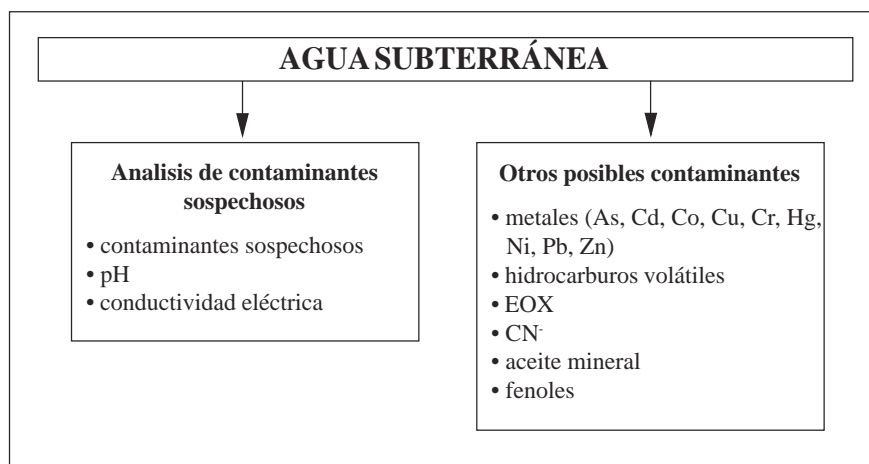 AGUA SUBTERRÁNEA
Analisis de contaminantes
sospechosos
• contaminantes sospechosos
• pH
• conductividad eléctrica
Otros posibles contaminantes
• metales (As, Cd, Co, Cu, Cr, Hg,
Ni, Pb, Zn)
• hidrocarburos volátiles
• EOX
• CN-
• aceite mineral
• fenoles